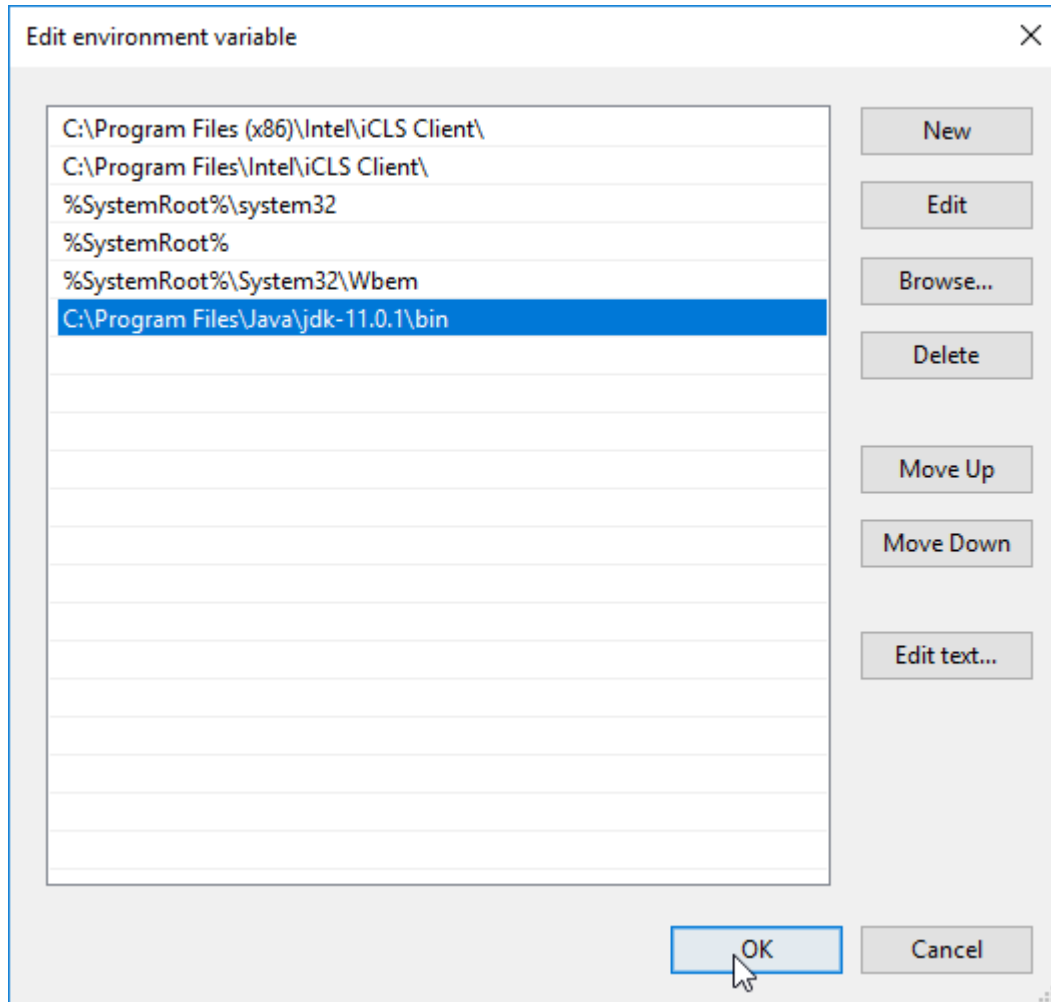 Edit environment variable
C:\Program Files (x86)\Intel\iCLS Client\
C:\Program Files\Intel\iCLS Client\
%SystemRoot%\system32
%SystemRoot%
%SystemRoot%\System32\Wbem
C:\Program Files\Java\jdk-11.0.1\bin
New
Edit
Browse...
Delete
Move Up
Move Down
Edit text...
OK
Cancel